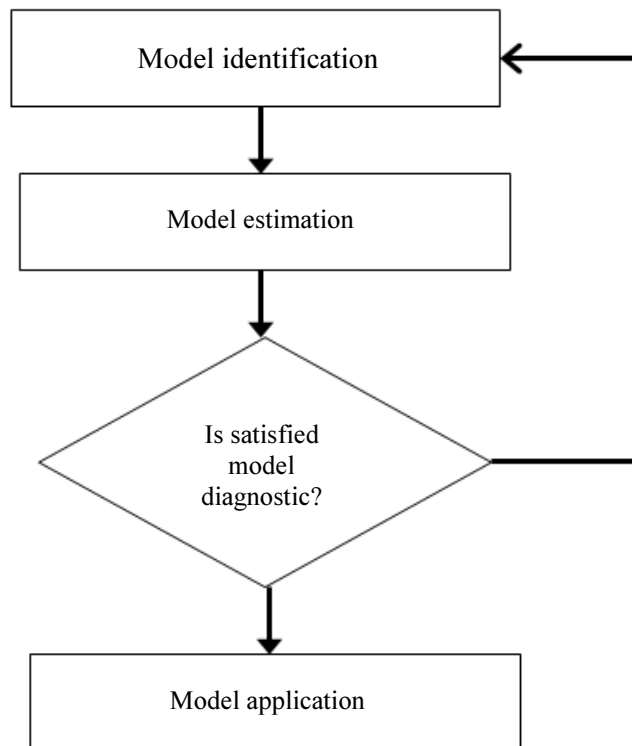 Model identification
Model estimation
Is satisfied
model
diagnostic?
Model application